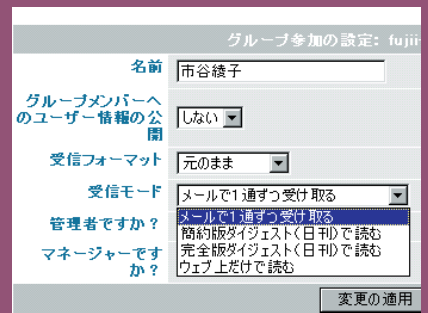 グループ参加の設定: fujii
名前
市谷綾子
グループメンバーへ
のユーザー情報の公
開
しない
受信フォーマット
元のまま
受信モード
メールで1通ずつ受け取る
メールで1通ずつ受け取る
簡約版ダイジェスト(日刊)で読む
完全版ダイジェスト(日刊)で読む
ウェブ上だけで読む
管理者ですか?
マネージャーです
か?
変更の適用